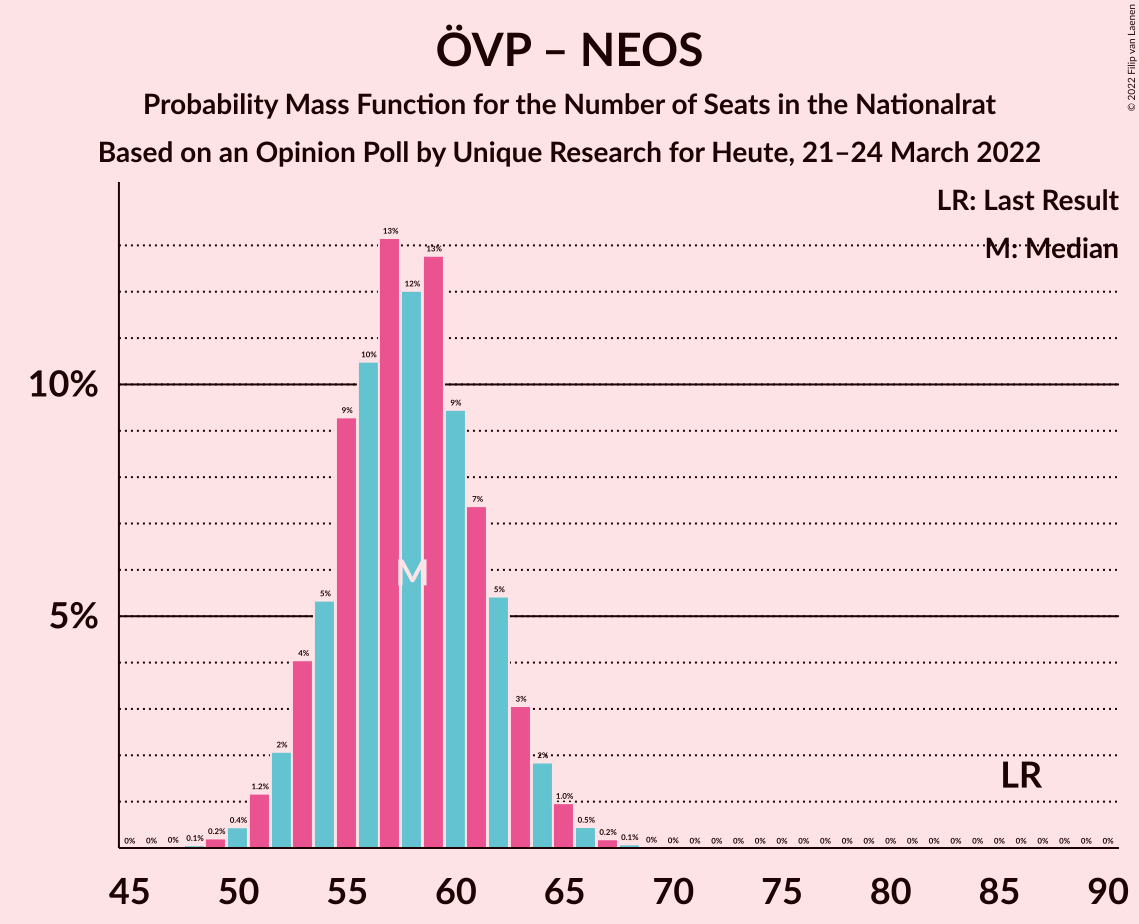 ÖVP – NEOS
Probability Mass Function for the Number of Seats in the Nationalrat
Based on an Opinion Poll by Unique Research for Heute, 21–24 March 2022
© 2022 Filip van Laenen
LR: Last Result
M: Median
10%
5%
0% 0% 0% 0.1% 0.2% 0.4% 1.2% 2% 4% 5% 9% 10% 13% 12% 13% 9% 7% 5% 3% 2% 1.0% 0.5% 0.2% 0.1% 0% 0% 0% 0% 0% 0% 0% 0% 0% 0% 0% 0% 0% 0% 0% 0% 0% 0% 0% 0% 0% 0%
M
LR
45 50 55 60 65 70 75 80 85 90